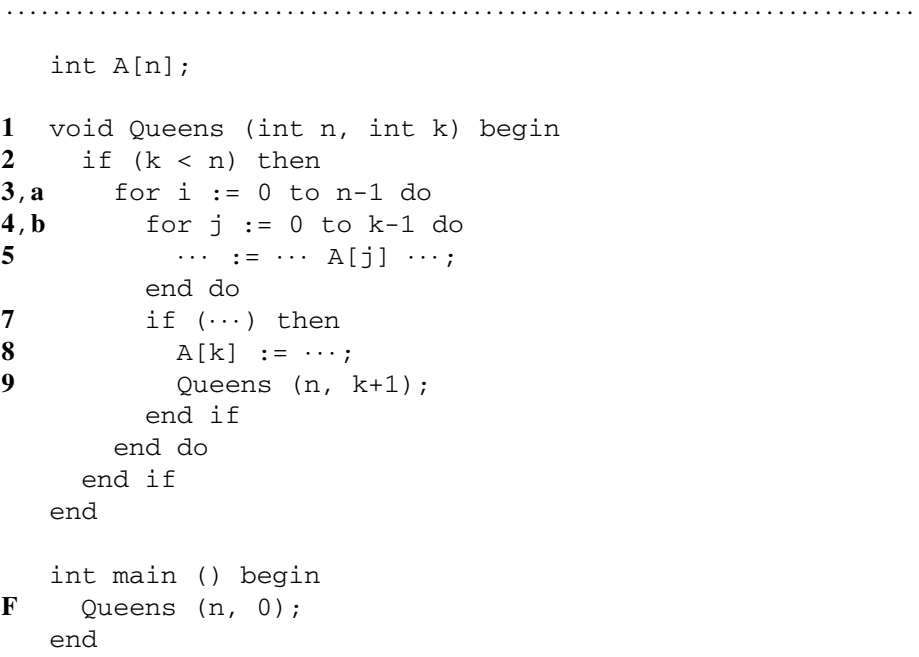 int A[n];
1 void Queens (int n, int k) begin
2 if (k < n) then
3,a for i := 0 to n-1 do
4,b for j := 0 to k-1 do
5 ··· := ··· A[j] ···;
end do
7 if (···) then
8 A[k] := ···;
9 Queens (n, k+1);
end if
end do
end if
end
int main () begin
F Queens (n, 0);
end